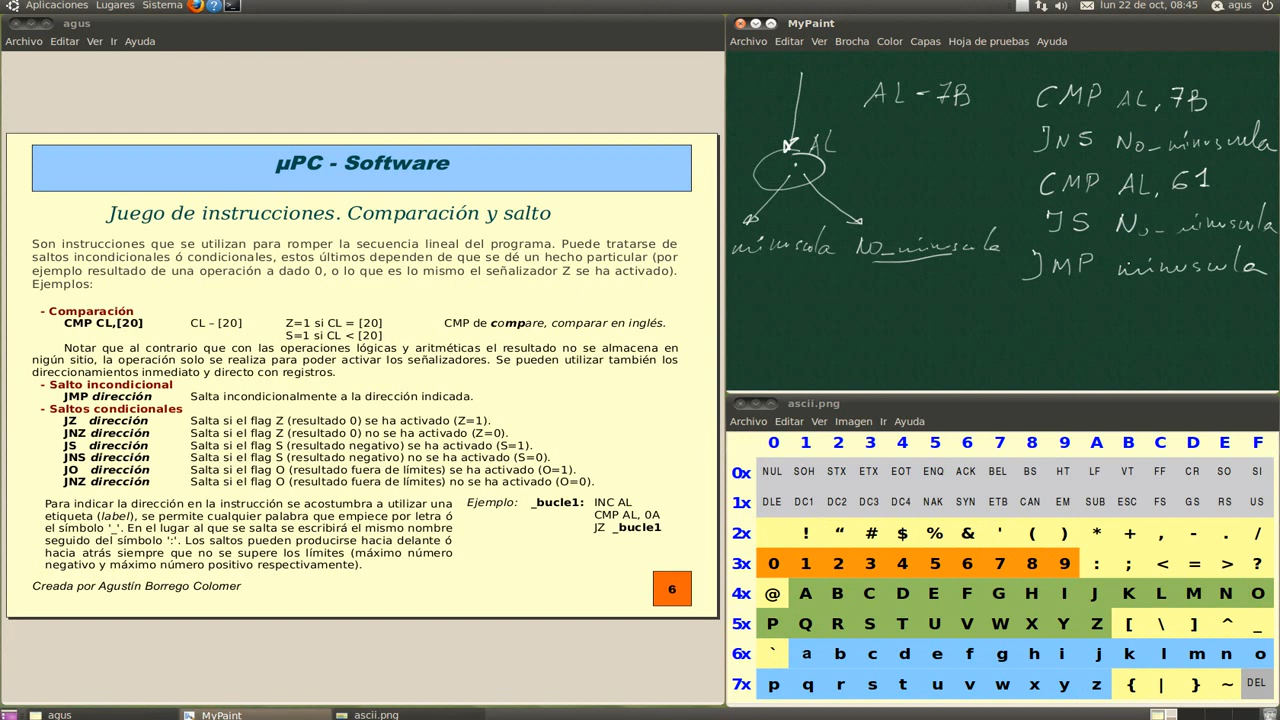 Aplicaciones Lugares Sistema
lun 22 de oct, 08:45 agus
agus
Archivo Editar Ver Ir Ayuda
µPC - Software
Juego de instrucciones. Comparación y salto
Son instrucciones que se utilizan para romper la secuencia lineal del programa. Puede tratarse de
saltos incondicionales ó condicionales, estos últimos dependen de que se dé un hecho particular (por
ejemplo resultado de una operación a dado 0, o lo que es lo mismo el señalizador Z se ha activado).
Ejemplos:
- Comparación
CMP CL,[20] CL – [20] Z=1 si CL = [20] CMP de compare, comparar en inglés.
S=1 si CL < [20]
Notar que al contrario que con las operaciones lógicas y aritméticas el resultado no se almacena en
nigún sitio, la operación solo se realiza para poder activar los señalizadores. Se pueden utilizar también los
direccionamientos inmediato y directo con registros.
- Salto incondicional
JMP dirección Salta incondicionalmente a la dirección indicada.
- Saltos condicionales
JZ dirección Salta si el flag Z (resultado 0) se ha activado (Z=1).
JNZ dirección Salta si el flag Z (resultado 0) no se ha activado (Z=0).
JS dirección Salta si el flag S (resultado negativo) se ha activado (S=1).
JNS dirección Salta si el flag S (resultado negativo) no se ha activado (S=0).
JO dirección Salta si el flag O (resultado fuera de límites) se ha activado (O=1).
JNZ dirección Salta si el flag O (resultado fuera de límites) no se ha activado (O=0).
Para indicar la dirección en la instrucción se acostumbra a utilizar una
etiqueta (label), se permite cualquier palabra que empiece por letra ó
el símbolo '_'. En el lugar al que se salta se escribirá el mismo nombre
seguido del símbolo ':'. Los saltos pueden producirse hacia delante ó
hacia atrás siempre que no se supere los límites (máximo número
negativo y máximo número positivo respectivamente).
Ejemplo: _bucle1: INC AL
CMP AL, 0A
JZ _bucle1
Creada por Agustín Borrego Colomer
6
MyPaint
Archivo Editar Ver Brocha Color Capas Hoja de pruebas Ayuda
AL - 7B
AL
minuscula NO_minuscula
CMP AL, 7B
JNS No_minuscula
CMP AL, 61
JS No_minuscula
JMP minuscula
ascii.png
Archivo Editar Ver Imagen Ir Ayuda
0 1 2 3 4 5 6 7 8 9 A B C D E F
0x NUL SOH STX ETX EOT ENQ ACK BEL BS HT LF VT FF CR SO SI
1x DLE DC1 DC2 DC3 DC4 NAK SYN ETB CAN EM SUB ESC FS GS RS US
2x ! “ # $ % & ' ( ) * + , - . /
3x 0 1 2 3 4 5 6 7 8 9 : ; < = > ?
4x @ A B C D E F G H I J K L M N O
5x P Q R S T U V W X Y Z [ \ ] ^ _
6x ` a b c d e f g h i j k l m n o
7x p q r s t u v w x y z { | } ~ DEL
agus MyPaint ascii.png